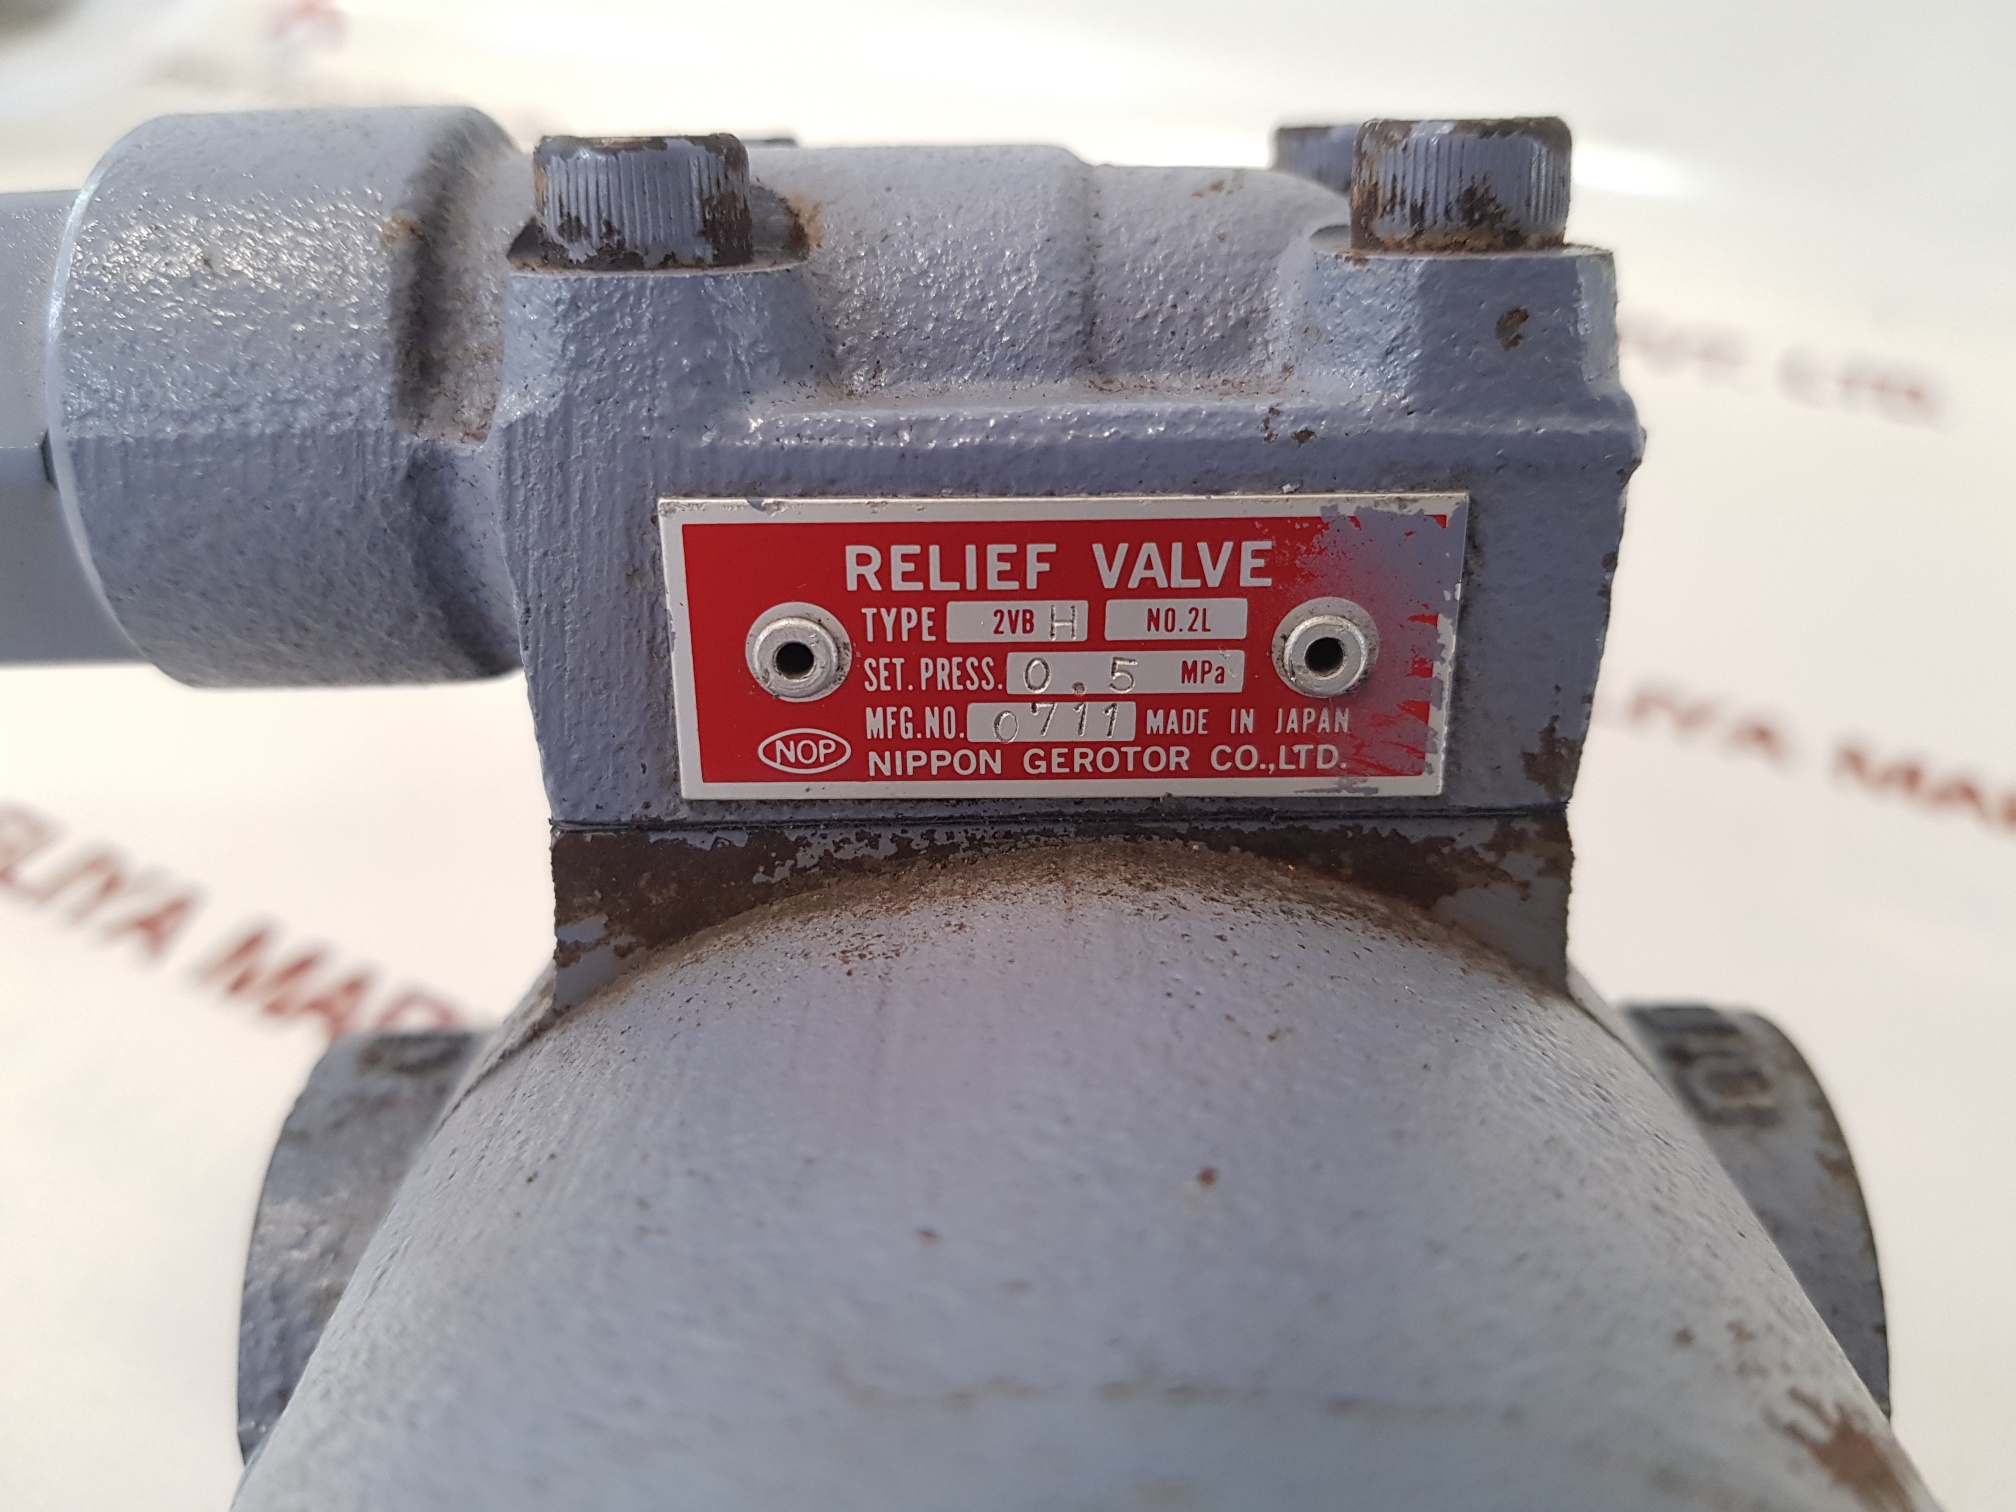 RELIEF VALVE
TYPE 2VB H NO.2L
SET. PRESS. 0.5 MPa
MFG.NO. 0711 MADE IN JAPAN
NOP NIPPON GEROTOR CO.,LTD.